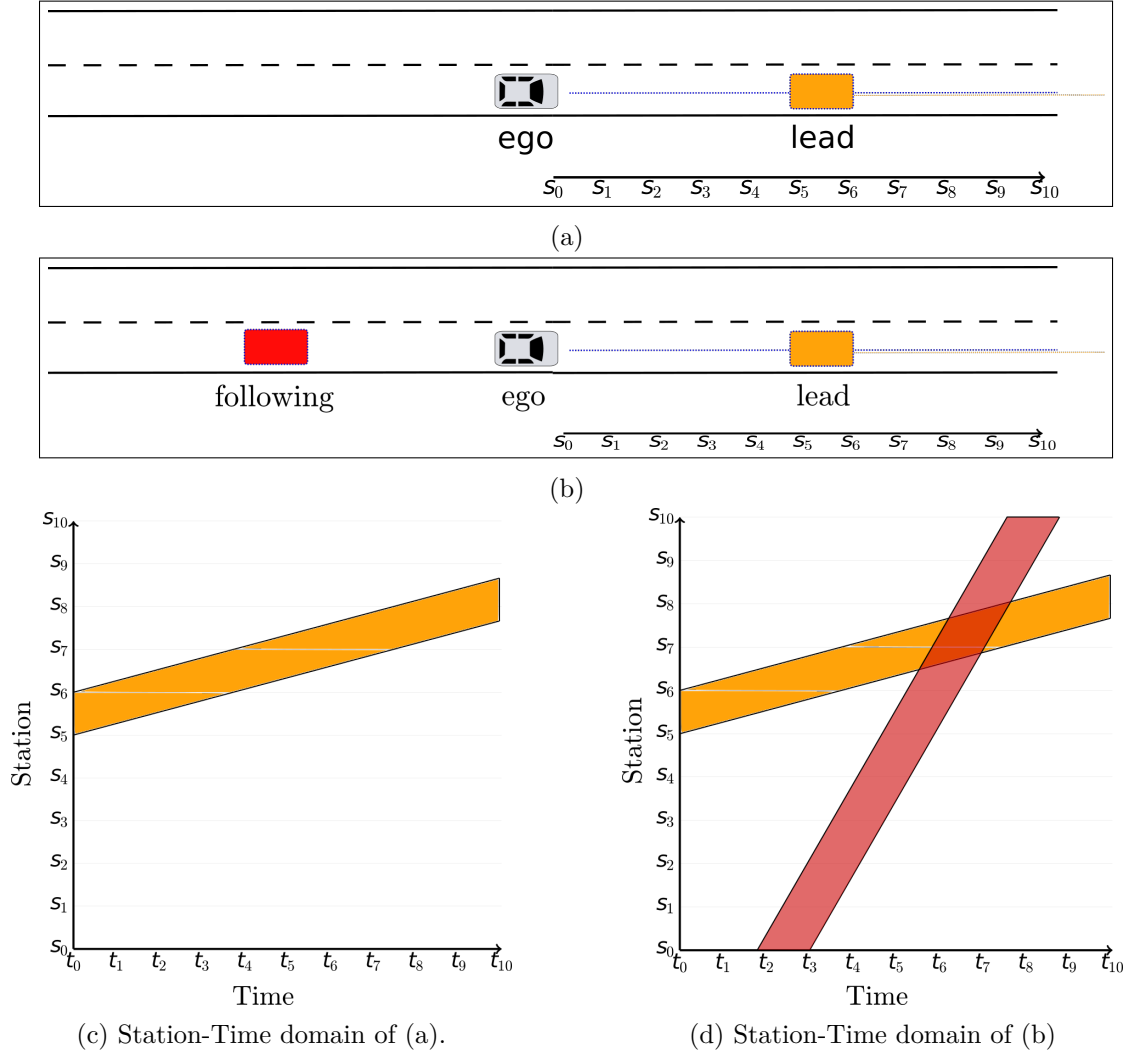 ego lead
s0 s1 s2 s3 s4 s5 s6 s7 s8 s9 s10
(a)
following ego lead
s0 s1 s2 s3 s4 s5 s6 s7 s8 s9 s10
(b)
s10
s9
s8
s7
s6
s5
s4
s3
s2
s1
s0
Station
t0 t1 t2 t3 t4 t5 t6 t7 t8 t9 t10
Time
(c) Station-Time domain of (a).
s10
s9
s8
s7
s6
s5
s4
s3
s2
s1
s0
Station
t0 t1 t2 t3 t4 t5 t6 t7 t8 t9 t10
Time
(d) Station-Time domain of (b)